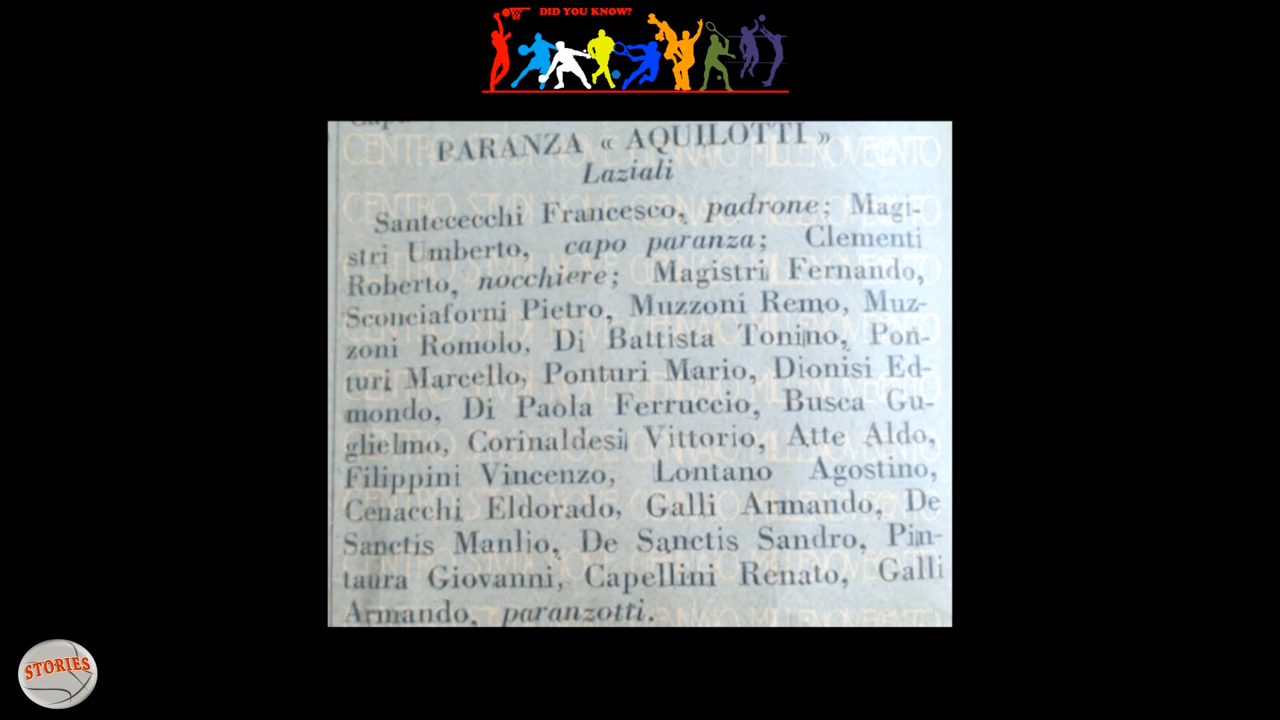 DID YOU KNOW?
PARANZA « AQUILOTTI »
Laziali
Santececchi Francesco, padrone; Magi-
stri Umberto, capo paranza; Clementi
Roberto, nocchiere; Magistri Fernando,
Sconciaforni Pietro, Muzzoni Remo, Muz-
zoni Romolo, Di Battista Tonino, Pon-
turi Marcello, Ponturi Mario, Dionisi Ed-
mondo, Di Paola Ferruccio, Busca Gu-
glielmo, Corinaldesi Vittorio, Atte Aldo,
Filippini Vincenzo, Lontano Agostino,
Cenacchi Eldorado, Galli Armando, De
Sanctis Manlio, De Sanctis Sandro, Pin-
taura Giovanni, Capellini Renato, Galli
Armando, paranzotti.
STORIES